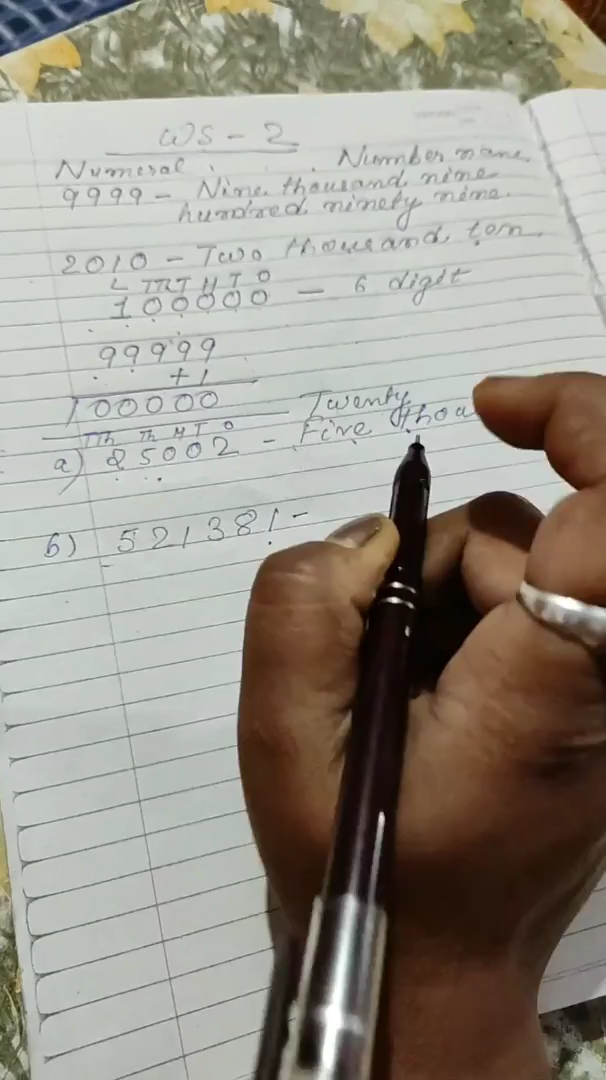 WS - 2
Numeral . . Number name.
9999 - Nine thousand nine
hundred ninety nine.
2010 - Two thousand ten.
L TTh T H T O
100000 - 6 digit
99999
+1
100000
TTh Th H T O
Twenty
a) 25002 - Five thou
b) 521381 -